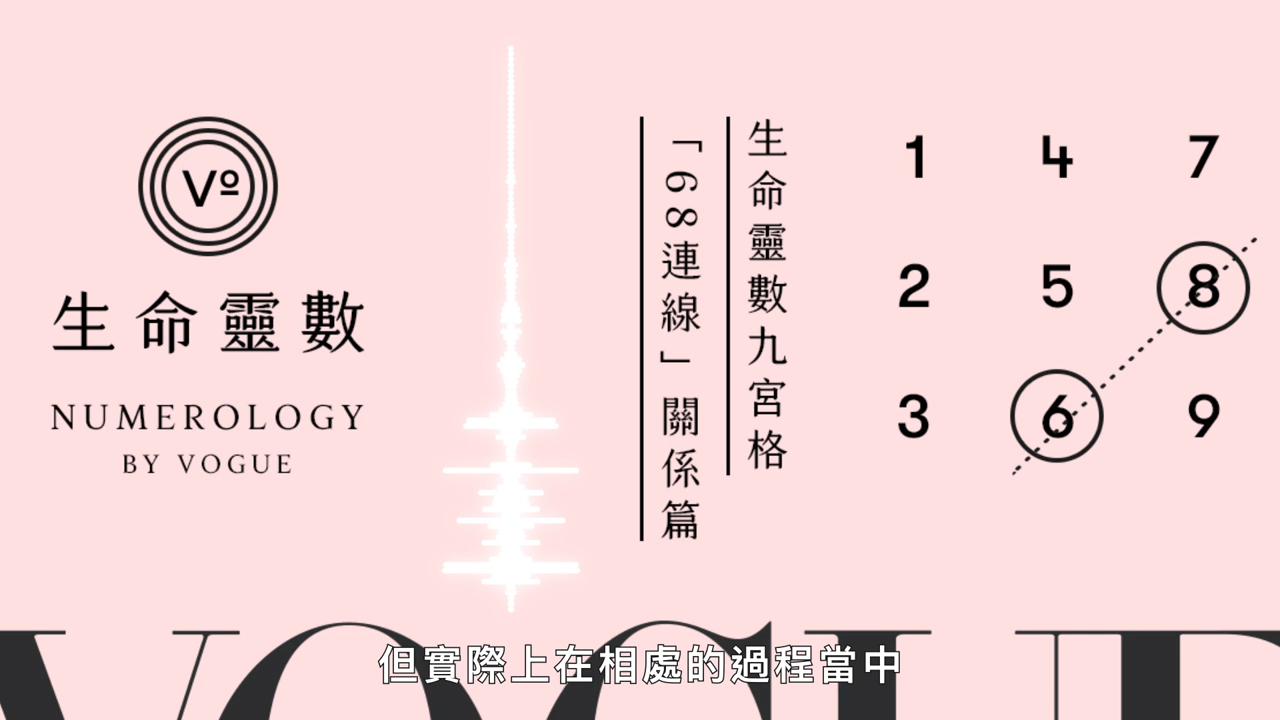 Vº
生命靈數
NUMEROLOGY
BY VOGUE
生命靈數九宮格
「68連線」關係篇
1 4 7
2 5 8
3 6 9
VOGUE
但實際上在相處的過程當中